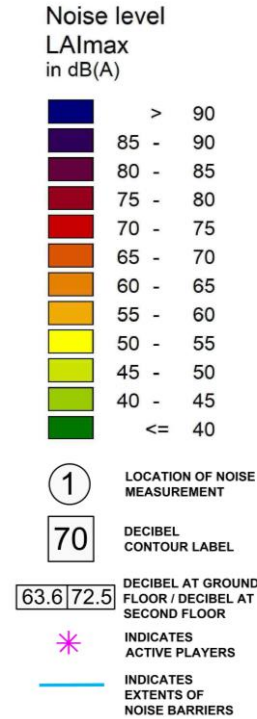 Noise level
LAImax
in dB(A)
> 90
85 - 90
80 - 85
75 - 80
70 - 75
65 - 70
60 - 65
55 - 60
50 - 55
45 - 50
40 - 45
<= 40
1 LOCATION OF NOISE
MEASUREMENT
70 DECIBEL
CONTOUR LABEL
63.6 72.5 DECIBEL AT GROUND
FLOOR / DECIBEL AT
SECOND FLOOR
INDICATES
ACTIVE PLAYERS
INDICATES
EXTENTS OF
NOISE BARRIERS